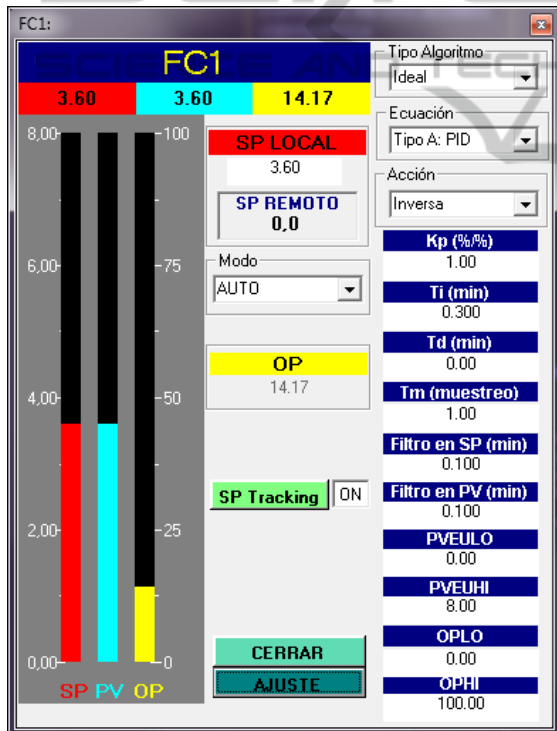 FC1:
FC1
3.60 3.60 14.17
8,00 100
6,00 75
4,00 50
2,00 25
0,00 0
SP PV OP
SP LOCAL
3.60
SP REMOTO
0,0
Modo
AUTO
OP
14.17
SP Tracking ON
CERRAR
AJUSTE
Tipo Algoritmo
Ideal
Ecuación
Tipo A: PID
Acción
Inversa
Kp (%/%)
1.00
Ti (min)
0.300
Td (min)
0.00
Tm (muestreo)
1.00
Filtro en SP (min)
0.100
Filtro en PV (min)
0.100
PVEULO
0.00
PVEUHI
8.00
OPLO
0.00
OPHI
100.00